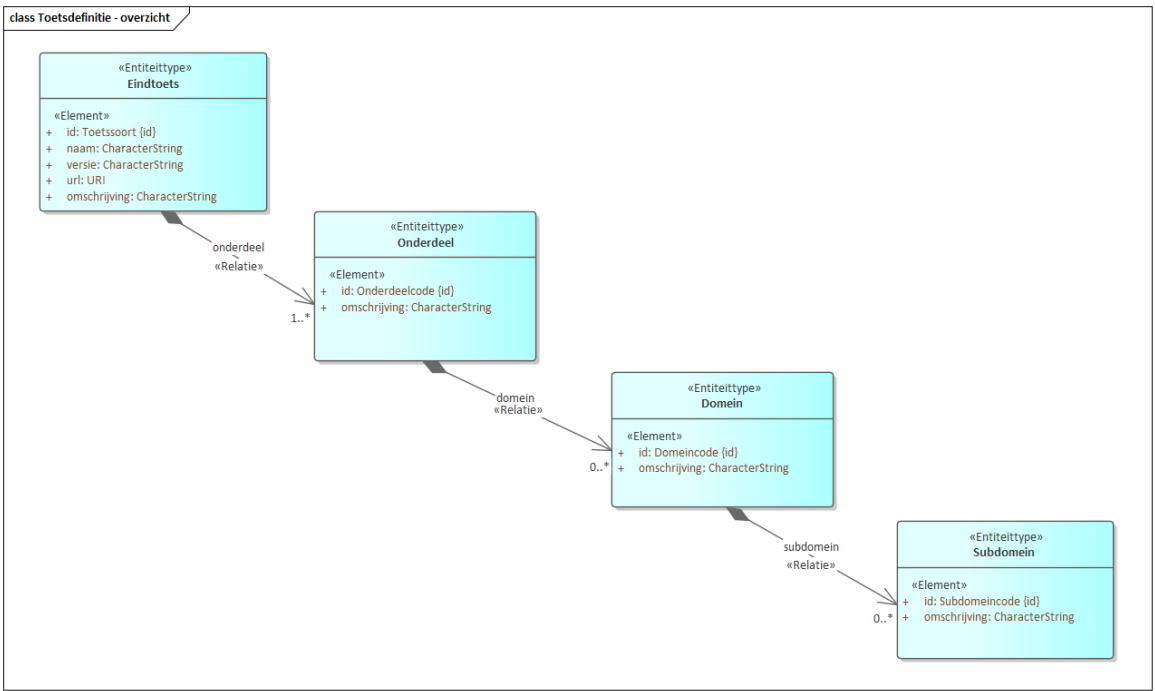 class Toetsdefinitie - overzicht
«Entiteittype»
Eindtoets
«Element»
+ id: Toetssoort {id}
+ naam: CharacterString
+ versie: CharacterString
+ url: URI
+ omschrijving: CharacterString
onderdeel
«Relatie»
1..*
«Entiteittype»
Onderdeel
«Element»
+ id: Onderdeelcode {id}
+ omschrijving: CharacterString
domein
«Relatie»
0..*
«Entiteittype»
Domein
«Element»
+ id: Domeincode {id}
+ omschrijving: CharacterString
subdomein
«Relatie»
0..*
«Entiteittype»
Subdomein
«Element»
+ id: Subdomeincode {id}
+ omschrijving: CharacterString